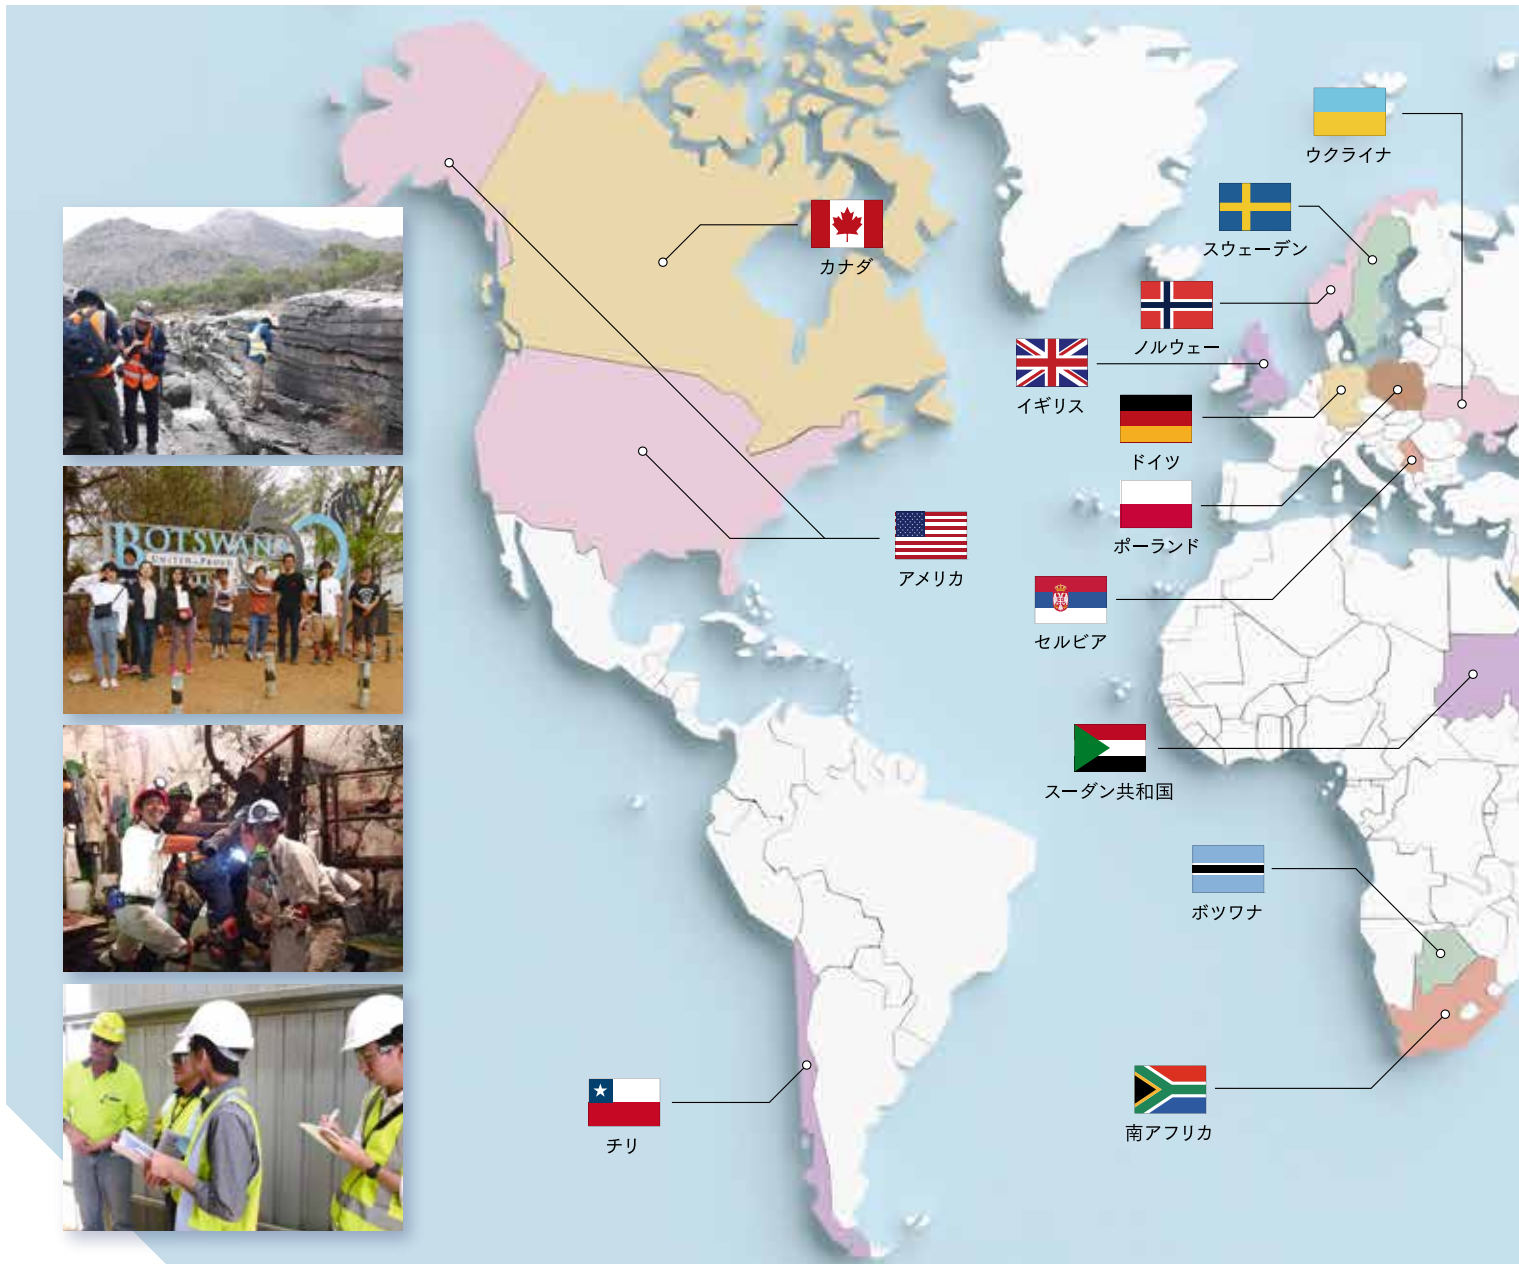 ウクライナ
スウェーデン
カナダ
ノルウェー
イギリス
ドイツ
ポーランド
アメリカ
セルビア
スーダン共和国
ボツワナ
チリ
南アフリカ
BOTSWANA
UNITED & PROUD